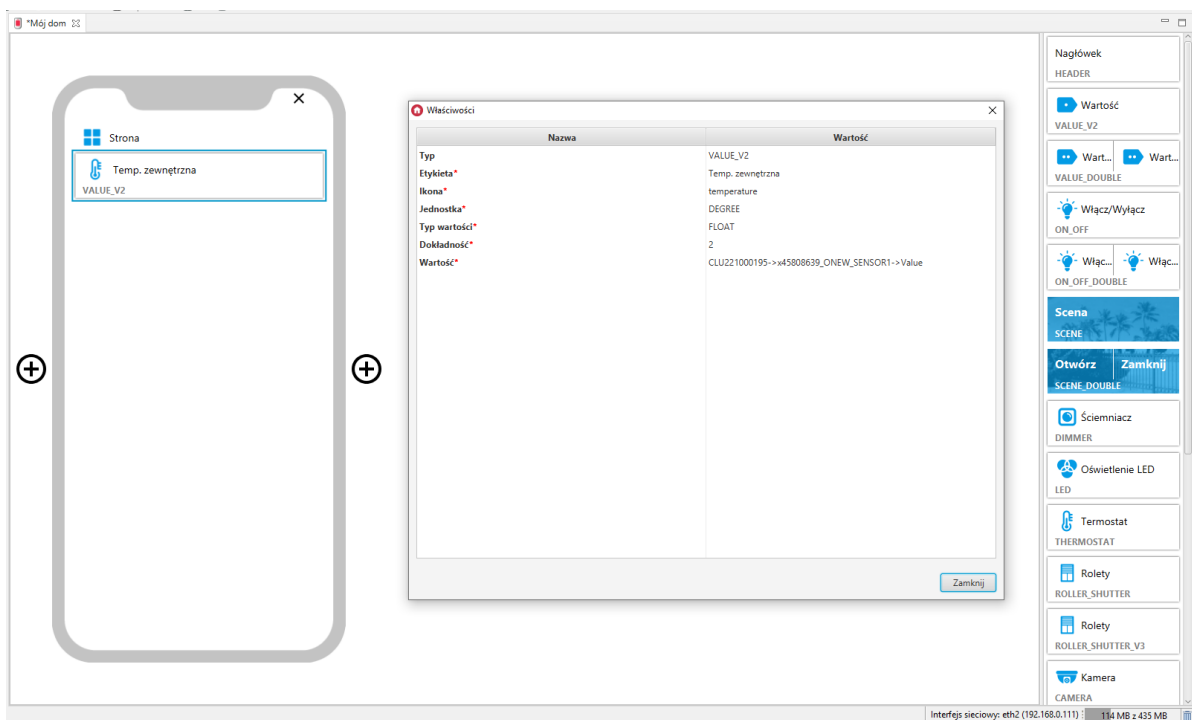 *Mój dom
Strona
Temp. zewnętrzna
VALUE_V2
Właściwości
Nazwa Wartość
Typ VALUE_V2
Etykieta* Temp. zewnętrzna
Ikona* temperature
Jednostka* DEGREE
Typ wartości* FLOAT
Dokładność* 2
Wartość* CLU221000195->x45808639_ONEW_SENSOR1->Value
Zamknij
Nagłówek
HEADER
Wartość
VALUE_V2
Wart... Wart...
VALUE_DOUBLE
Włącz/Wyłącz
ON_OFF
Włąc... Włąc...
ON_OFF_DOUBLE
Scena
SCENE
Otwórz Zamknij
SCENE_DOUBLE
Ściemniacz
DIMMER
Oświetlenie LED
LED
Termostat
THERMOSTAT
Rolety
ROLLER_SHUTTER
Rolety
ROLLER_SHUTTER_V3
Kamera
CAMERA
Interfejs sieciowy: eth2 (192.168.0.111) 114 MB z 435 MB